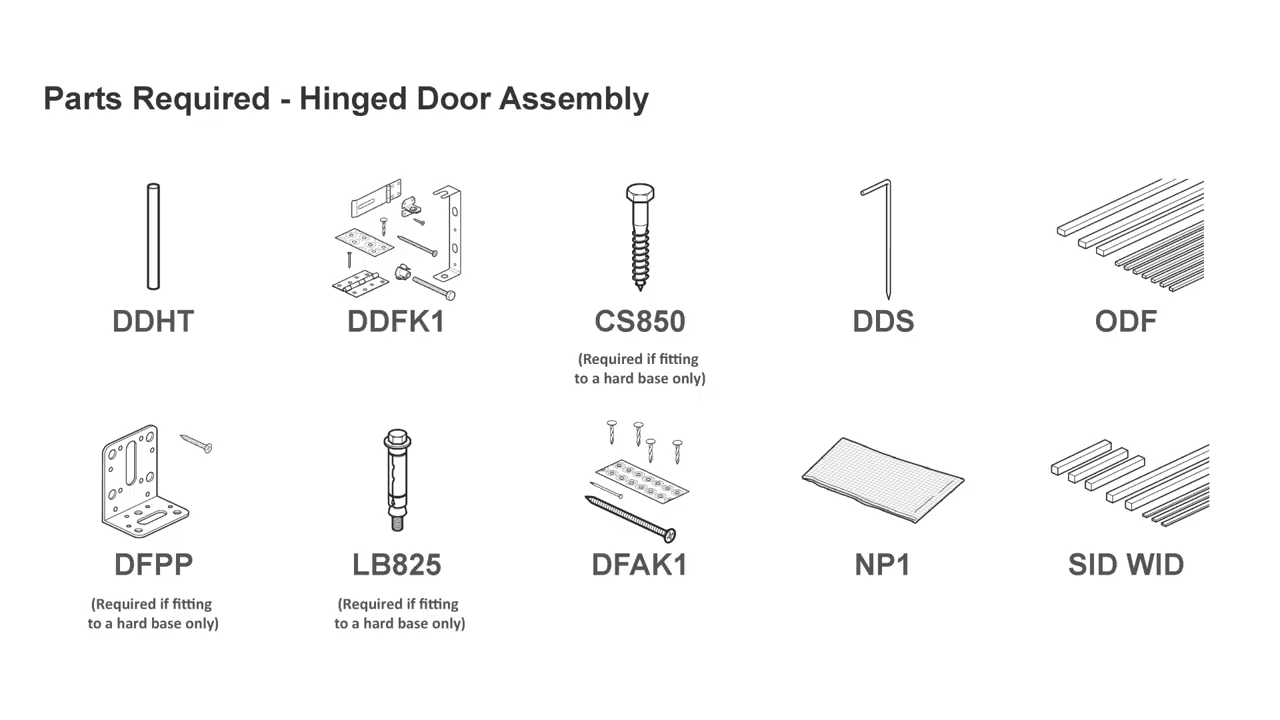 Parts Required - Hinged Door Assembly
DDHT
DDFK1
CS850
(Required if fitting
to a hard base only)
DDS
ODF
DFPP
(Required if fitting
to a hard base only)
LB825
(Required if fitting
to a hard base only)
DFAK1
NP1
SID WID